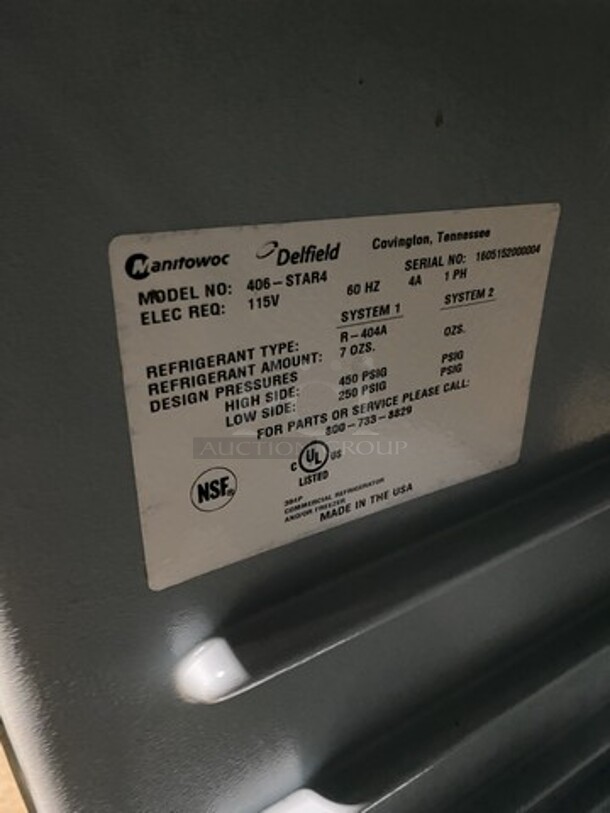 Manitowoc Delfield Covington, Tennessee
MODEL NO: 406-STAR4 SERIAL NO: 1605152000004
ELEC REQ: 115V 60 HZ 4A 1 PH
SYSTEM 1 SYSTEM 2
REFRIGERANT TYPE: R-404A
REFRIGERANT AMOUNT: 7 OZS. OZS.
DESIGN PRESSURES
HIGH SIDE: 450 PSIG PSIG
LOW SIDE: 250 PSIG PSIG
FOR PARTS OR SERVICE PLEASE CALL:
800-733-8829
AUCTION GROUP
C UL US
LISTED
NSF®
394P
COMMERCIAL REFRIGERATOR
AND/OR FREEZER
MADE IN THE USA